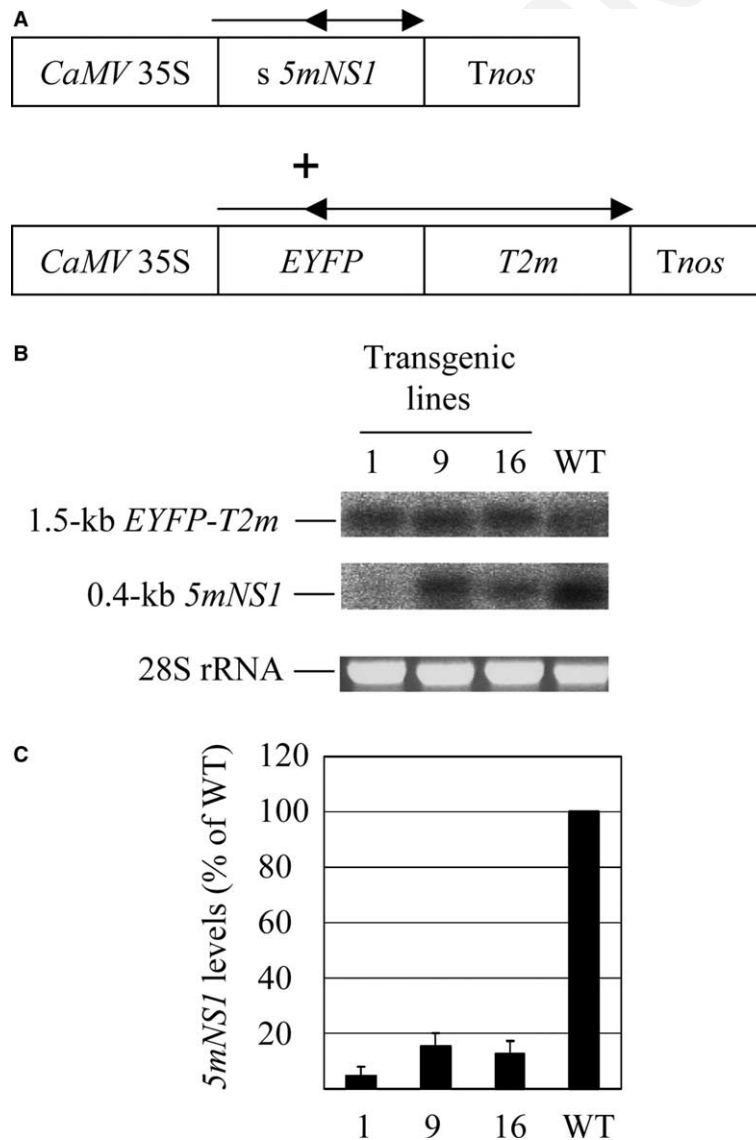 A
CaMV 35S s 5mNS1 Tnos
+
CaMV 35S EYFP T2m Tnos
B
Transgenic
lines
1 9 16 WT
1.5-kb EYFP-T2m
0.4-kb 5mNS1
28S rRNA
C
5mNS1 levels (% of WT)
120
100
80
60
40
20
1 9 16 WT